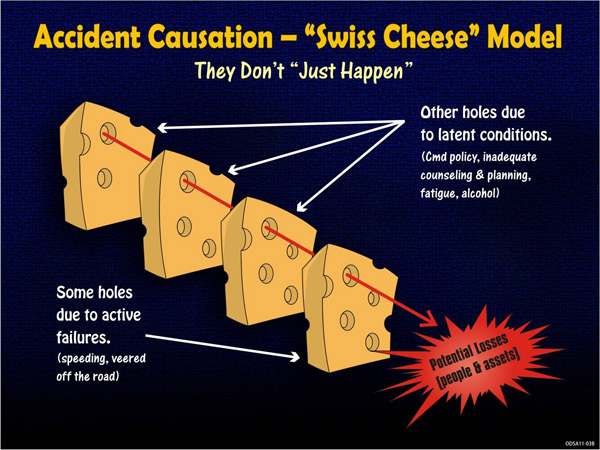 Accident Causation – “Swiss Cheese” Model
They Don’t “Just Happen”
Other holes due
to latent conditions.
(Cmd policy, inadequate
counseling & planning,
fatigue, alcohol)
Some holes
due to active
failures.
(speeding, veered
off the road)
Potential Losses
(people & assets)
ODSA11-03B